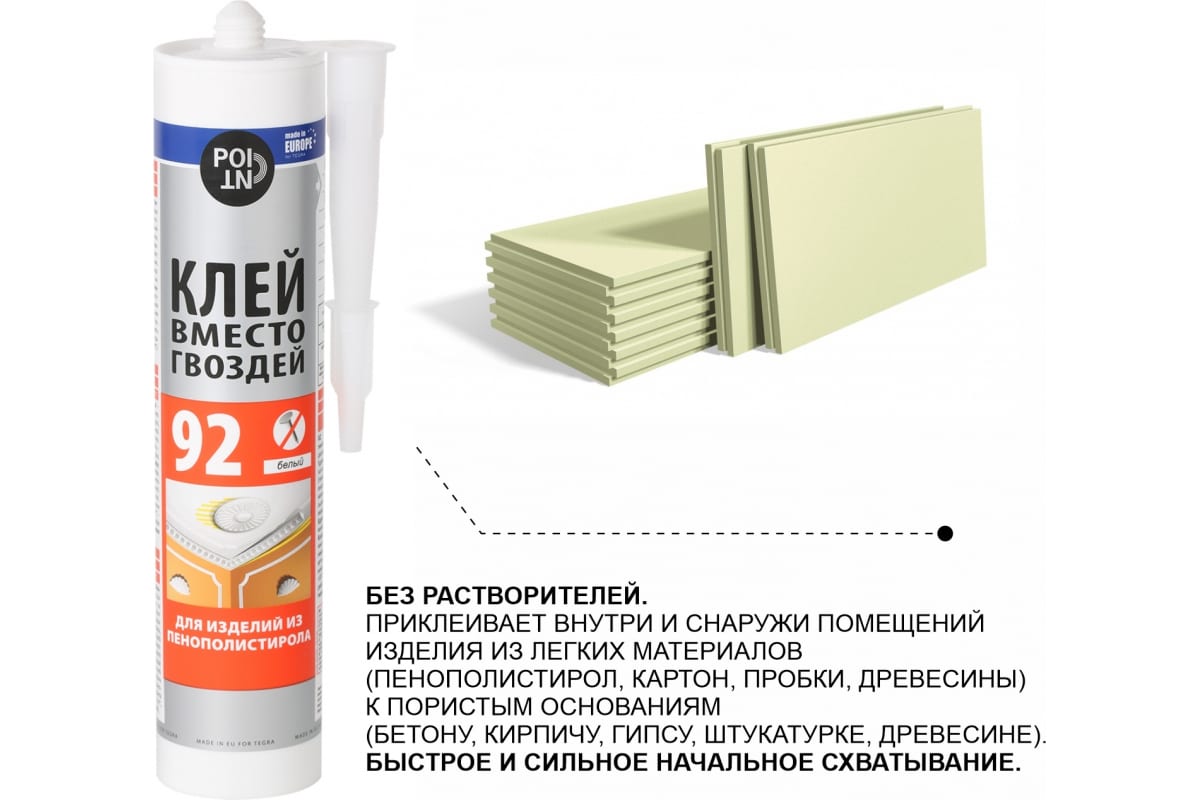 made in
EUROPE
for TEGRA
POI
NT
КЛЕЙ
ВМЕСТО
ГВОЗДЕЙ
92
белый
ДЛЯ ИЗДЕЛИЙ ИЗ
ПЕНОПОЛИСТИРОЛА
MADE IN EU FOR TEGRA
БЕЗ РАСТВОРИТЕЛЕЙ.
ПРИКЛЕИВАЕТ ВНУТРИ И СНАРУЖИ ПОМЕЩЕНИЙ
ИЗДЕЛИЯ ИЗ ЛЕГКИХ МАТЕРИАЛОВ
(ПЕНОПОЛИСТИРОЛ, КАРТОН, ПРОБКИ, ДРЕВЕСИНЫ)
К ПОРИСТЫМ ОСНОВАНИЯМ
(БЕТОНУ, КИРПИЧУ, ГИПСУ, ШТУКАТУРКЕ, ДРЕВЕСИНЕ).
БЫСТРОЕ И СИЛЬНОЕ НАЧАЛЬНОЕ СХВАТЫВАНИЕ.